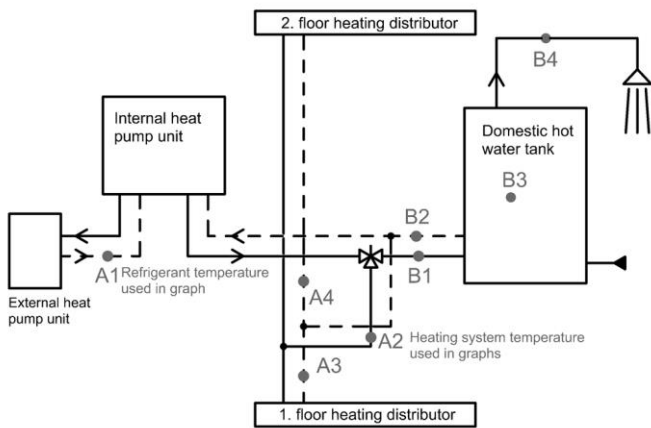 2. floor heating distributor
B4
Internal heat
pump unit
Domestic hot
water tank
B3
B2
B1
A1
Refrigerant temperature
used in graph
External heat
pump unit
A4
A2
Heating system temperature
used in graphs
A3
1. floor heating distributor